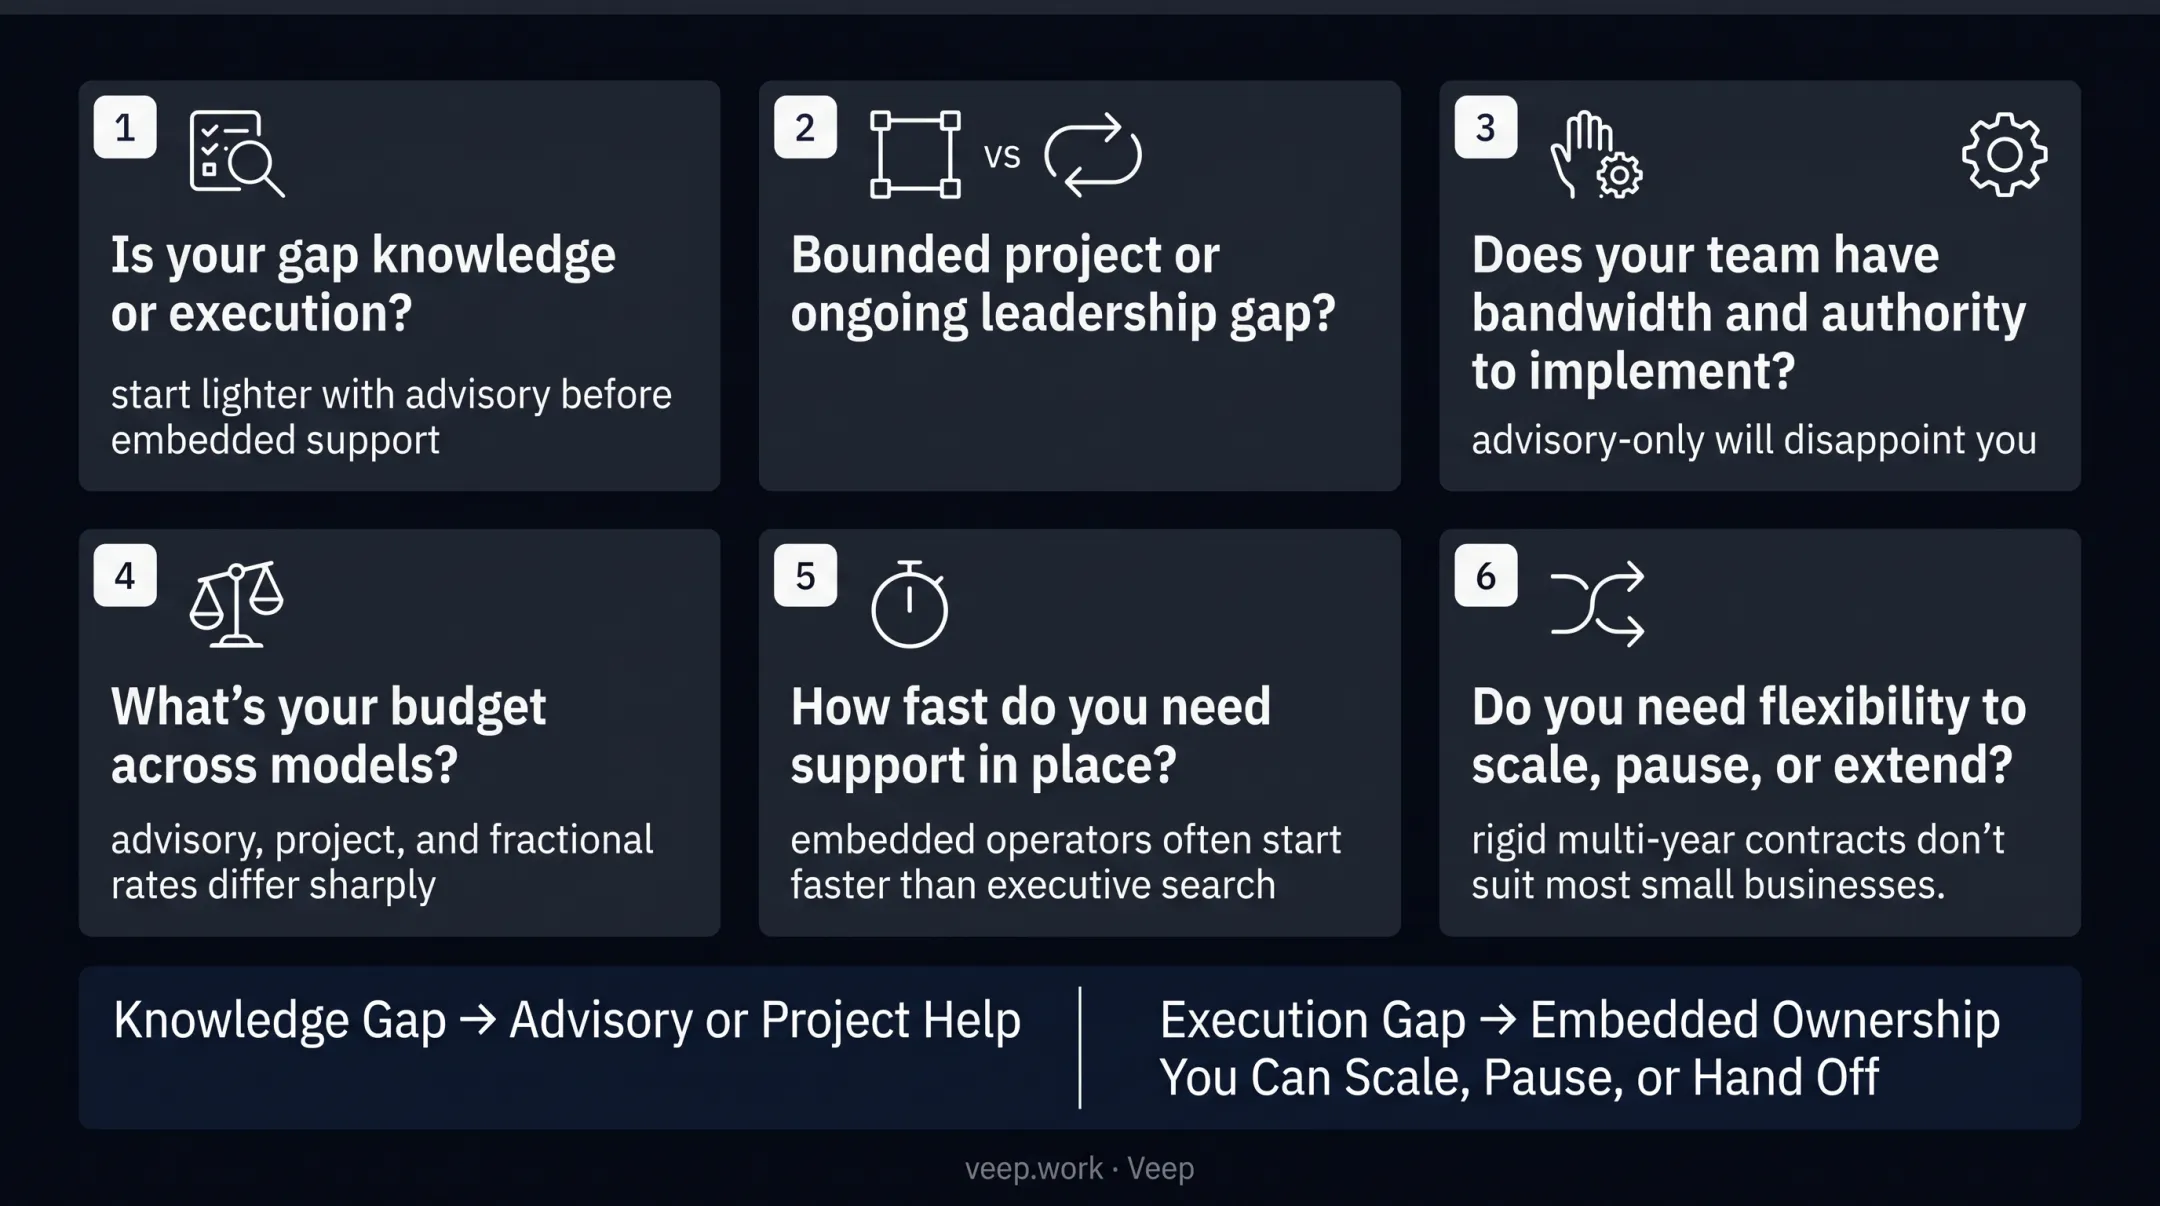 1
Is your gap knowledge
or execution?
start lighter with advisory before
embedded support
2
vs
Bounded project or
ongoing leadership gap?
3
Does your team have
bandwidth and authority
to implement?
advisory-only will disappoint you
4
What’s your budget
across models?
advisory, project, and fractional
rates differ sharply
5
How fast do you need
support in place?
embedded operators often start
faster than executive search
6
Do you need flexibility to
scale, pause, or extend?
rigid multi-year contracts don’t
suit most small businesses.
Knowledge Gap → Advisory or Project Help
Execution Gap → Embedded Ownership
You Can Scale, Pause, or Hand Off
veep.work · Veep